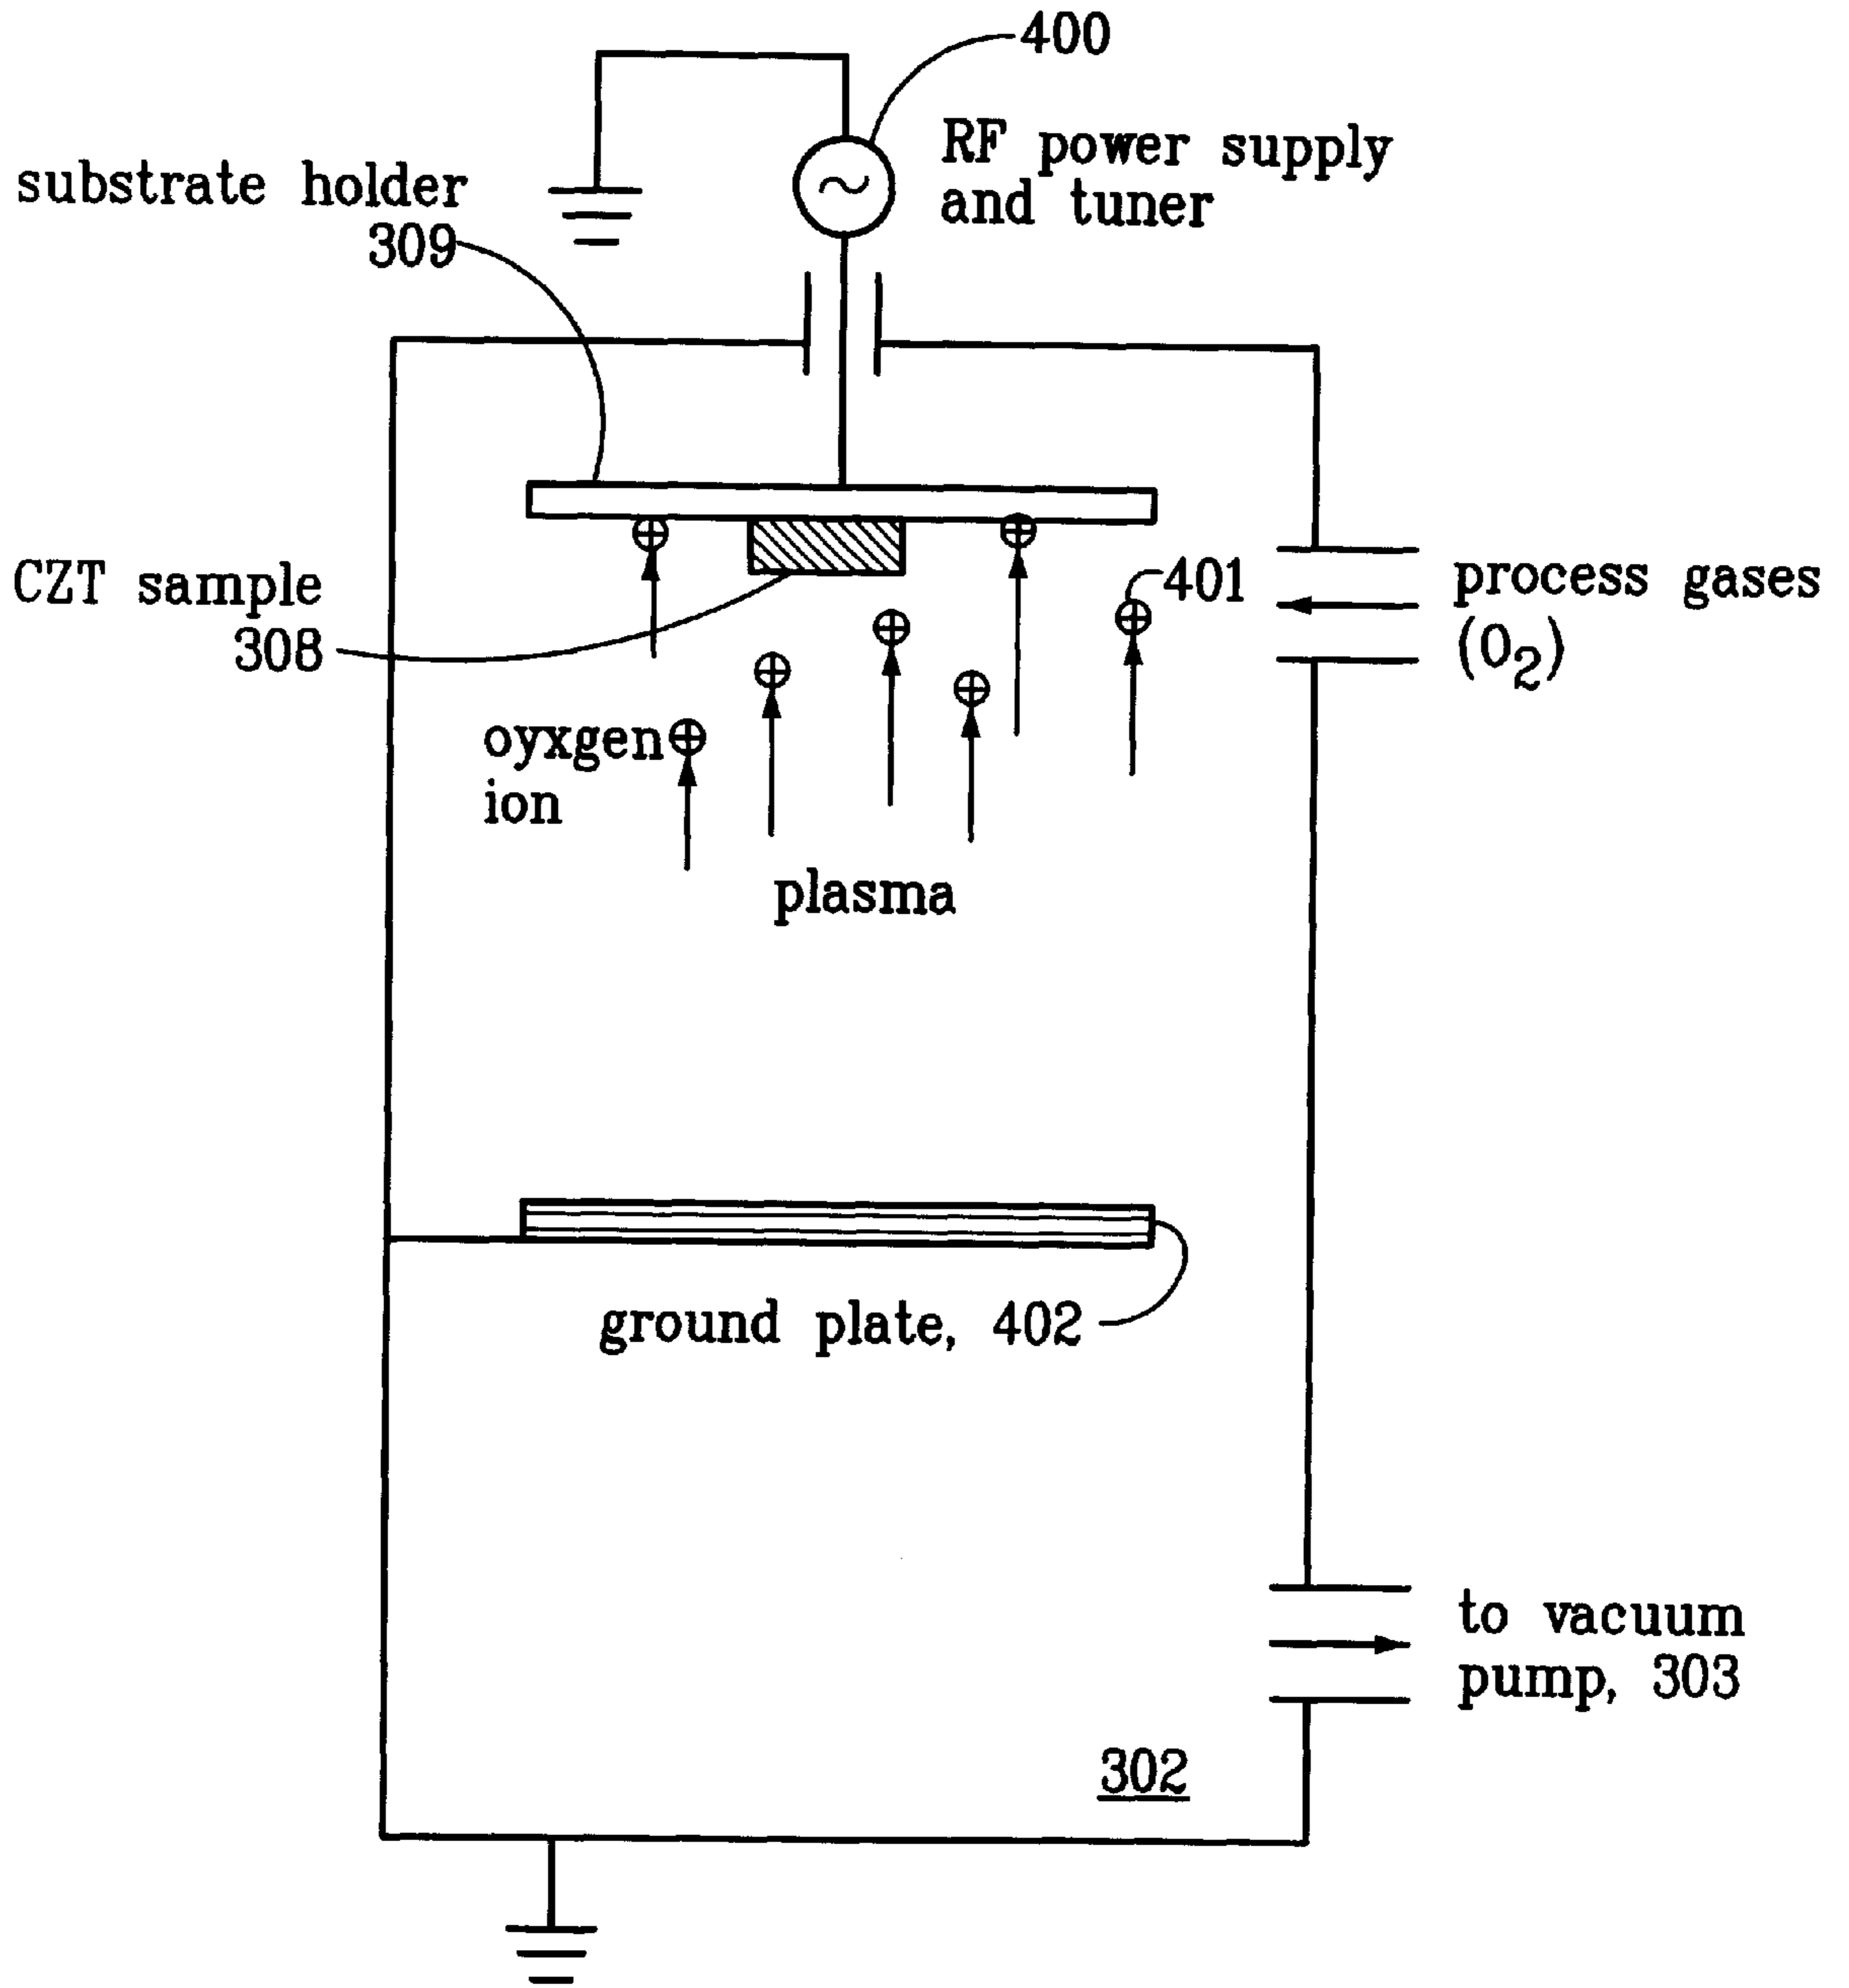 400
RF power supply
and tuner
substrate holder
309
CZT sample
308
401
process gases
(O2)
oyxgen
ion
plasma
ground plate, 402
to vacuum
pump, 303
302